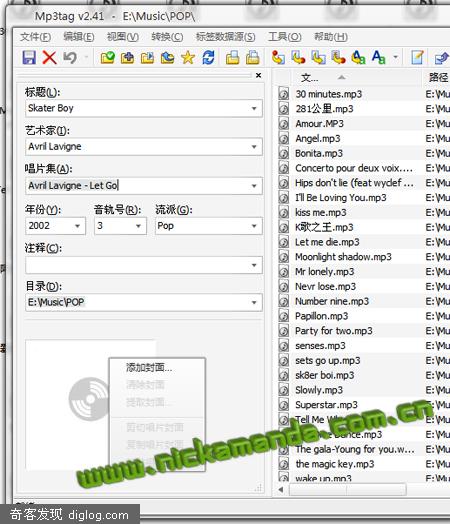 Mp3tag v2.41 - E:\Music\POP\
文件(F) 编辑(E) 视图(V) 转换(C) 标签数据源(S) 工具(O) 帮助(H)
标题(L):
Skater Boy
艺术家(I):
Avril Lavigne
唱片集(A):
Avril Lavigne - Let Go
年份(Y): 音轨号(R): 流派(G):
2002 3 Pop
注释(C):
目录(D):
E:\Music\POP
添加封面...
清除封面
提取封面...
剪切唱片封面
复制唱片封面
文... 路径
30 minutes.mp3 E:\Mu
281公里.mp3 E:\Mu
Amour.MP3 E:\Mu
Angel.mp3 E:\Mu
Bonita.mp3 E:\Mu
Concerto pour deux voix.... E:\Mu
Hips don't lie (feat wyclef ... E:\Mu
I'll Be Loving You.mp3 E:\Mu
kiss me.mp3 E:\Mu
K歌之王.mp3 E:\Mu
Let me die.mp3 E:\Mu
Moonlight shadow.mp3 E:\Mu
Mr lonely.mp3 E:\Mu
Nevr lose.mp3 E:\Mu
Number nine.mp3 E:\Mu
Papillon.mp3 E:\Mu
Party for two.mp3 E:\Mu
senses.mp3 E:\Mu
sets go up.mp3 E:\Mu
sk8er boi.mp3 E:\Mu
Slowly.mp3 E:\Mu
Superstar.mp3 E:\Mu
Tell Me
Dance.mp3 E:\Mu
The gala-Young for you.w... E:\Mu
the magic key.mp3 E:\Mu
wake up.mp3 E:\Mu
www.nickamanda.com.cn
奇客发现 diglog.com